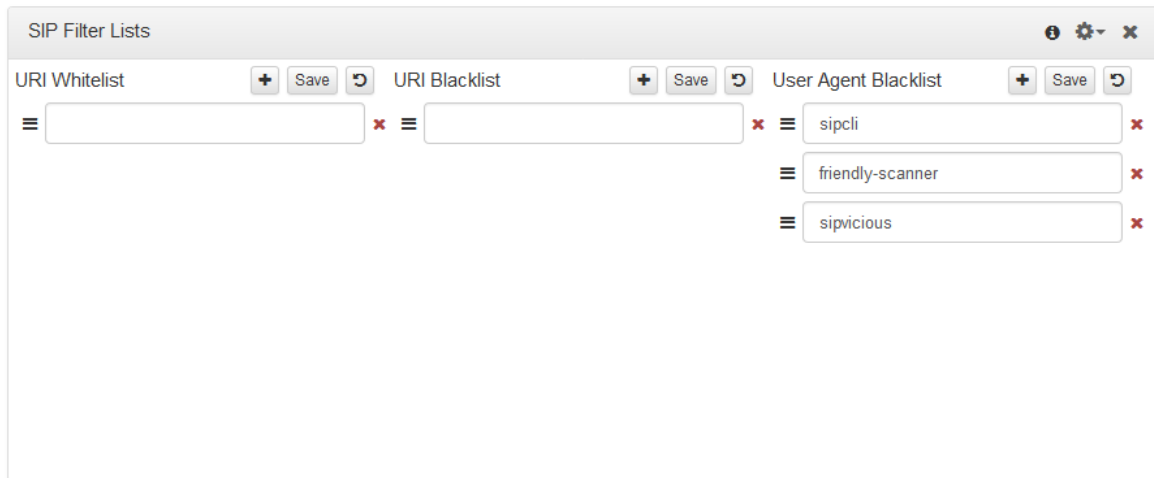 SIP Filter Lists
URI Whitelist Save URI Blacklist Save User Agent Blacklist Save
sipcli
friendly-scanner
sipvicious